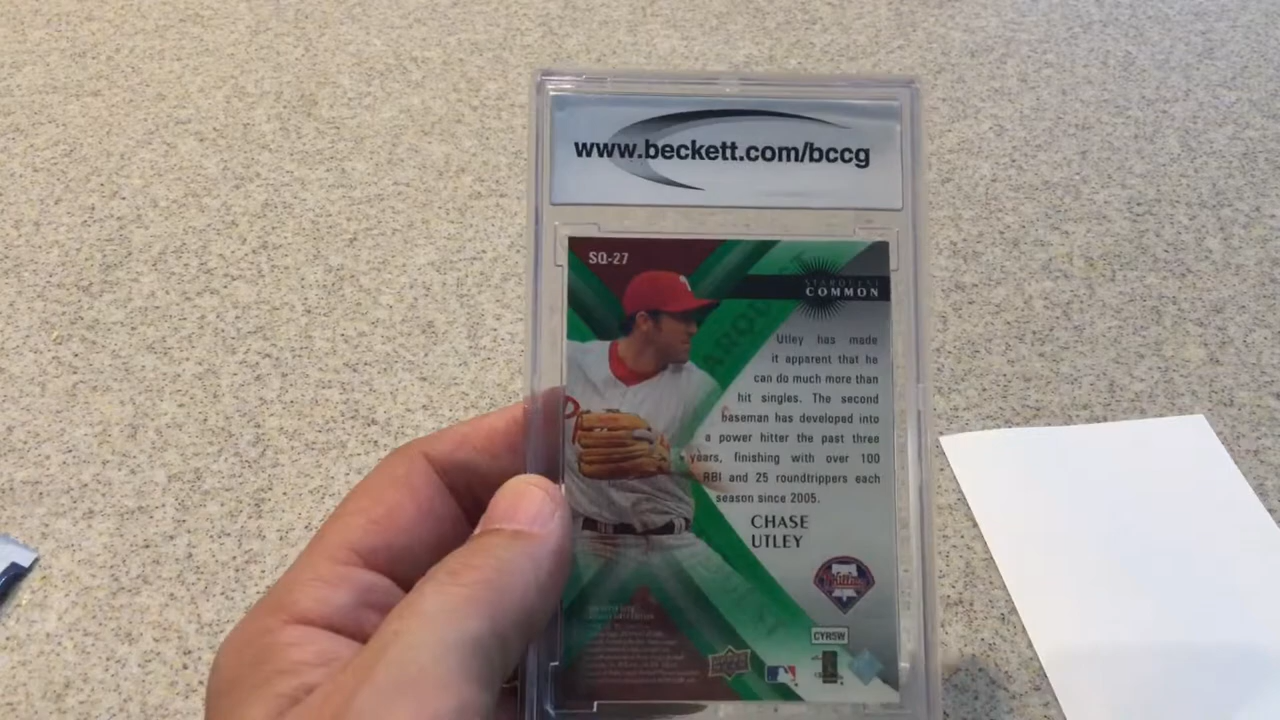 www.beckett.com/bccg
SQ-27
STARQUEST
COMMON
Utley has made
it apparent that he
can do much more than
hit singles. The second
baseman has developed into
a power hitter the past three
years, finishing with over 100
RBI and 25 roundtrippers each
season since 2005.
CHASE
UTLEY
Phillies
CYRSW